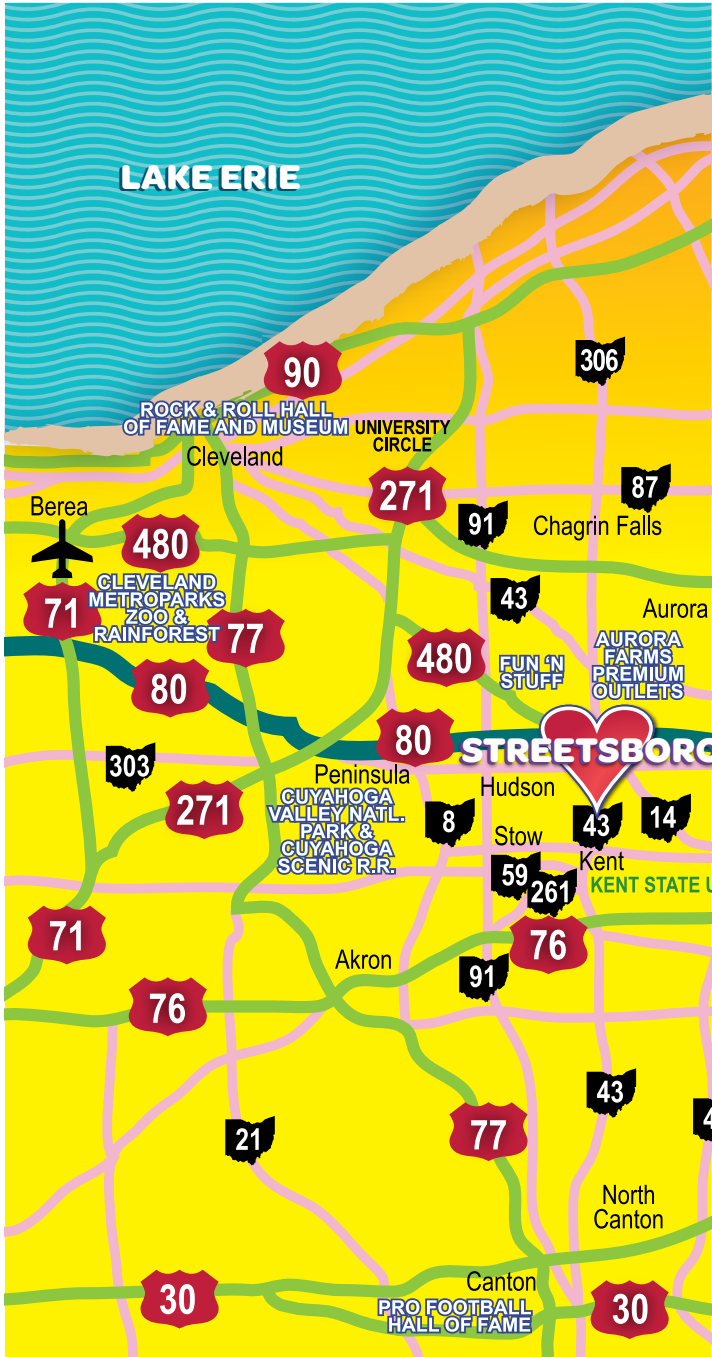 LAKE ERIE
90
306
ROCK & ROLL HALL
OF FAME AND MUSEUM
UNIVERSITY
CIRCLE
Cleveland
271
87
Berea
91
Chagrin Falls
480
CLEVELAND
METROPARKS
ZOO &
RAINFOREST
71
77
43
Aurora
480
FUN ‘N
STUFF
AURORA
FARMS
PREMIUM
OUTLETS
80
80
STREETSBORO
303
Peninsula
Hudson
271
CUYAHOGA
VALLEY NATL.
PARK &
CUYAHOGA
SCENIC R.R.
8
43
14
Stow
Kent
59
261
KENT STATE U
71
76
Akron
91
76
43
4
77
21
North
Canton
Canton
30
PRO FOOTBALL
HALL OF FAME
30